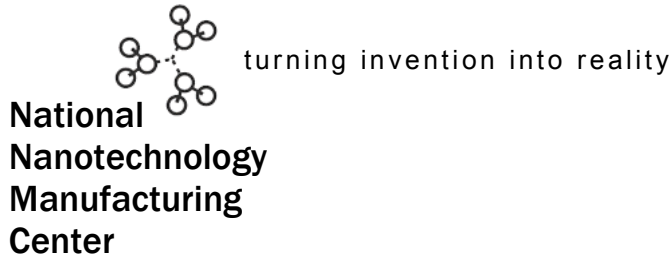 turning invention into reality
National
Nanotechnology
Manufacturing
Center